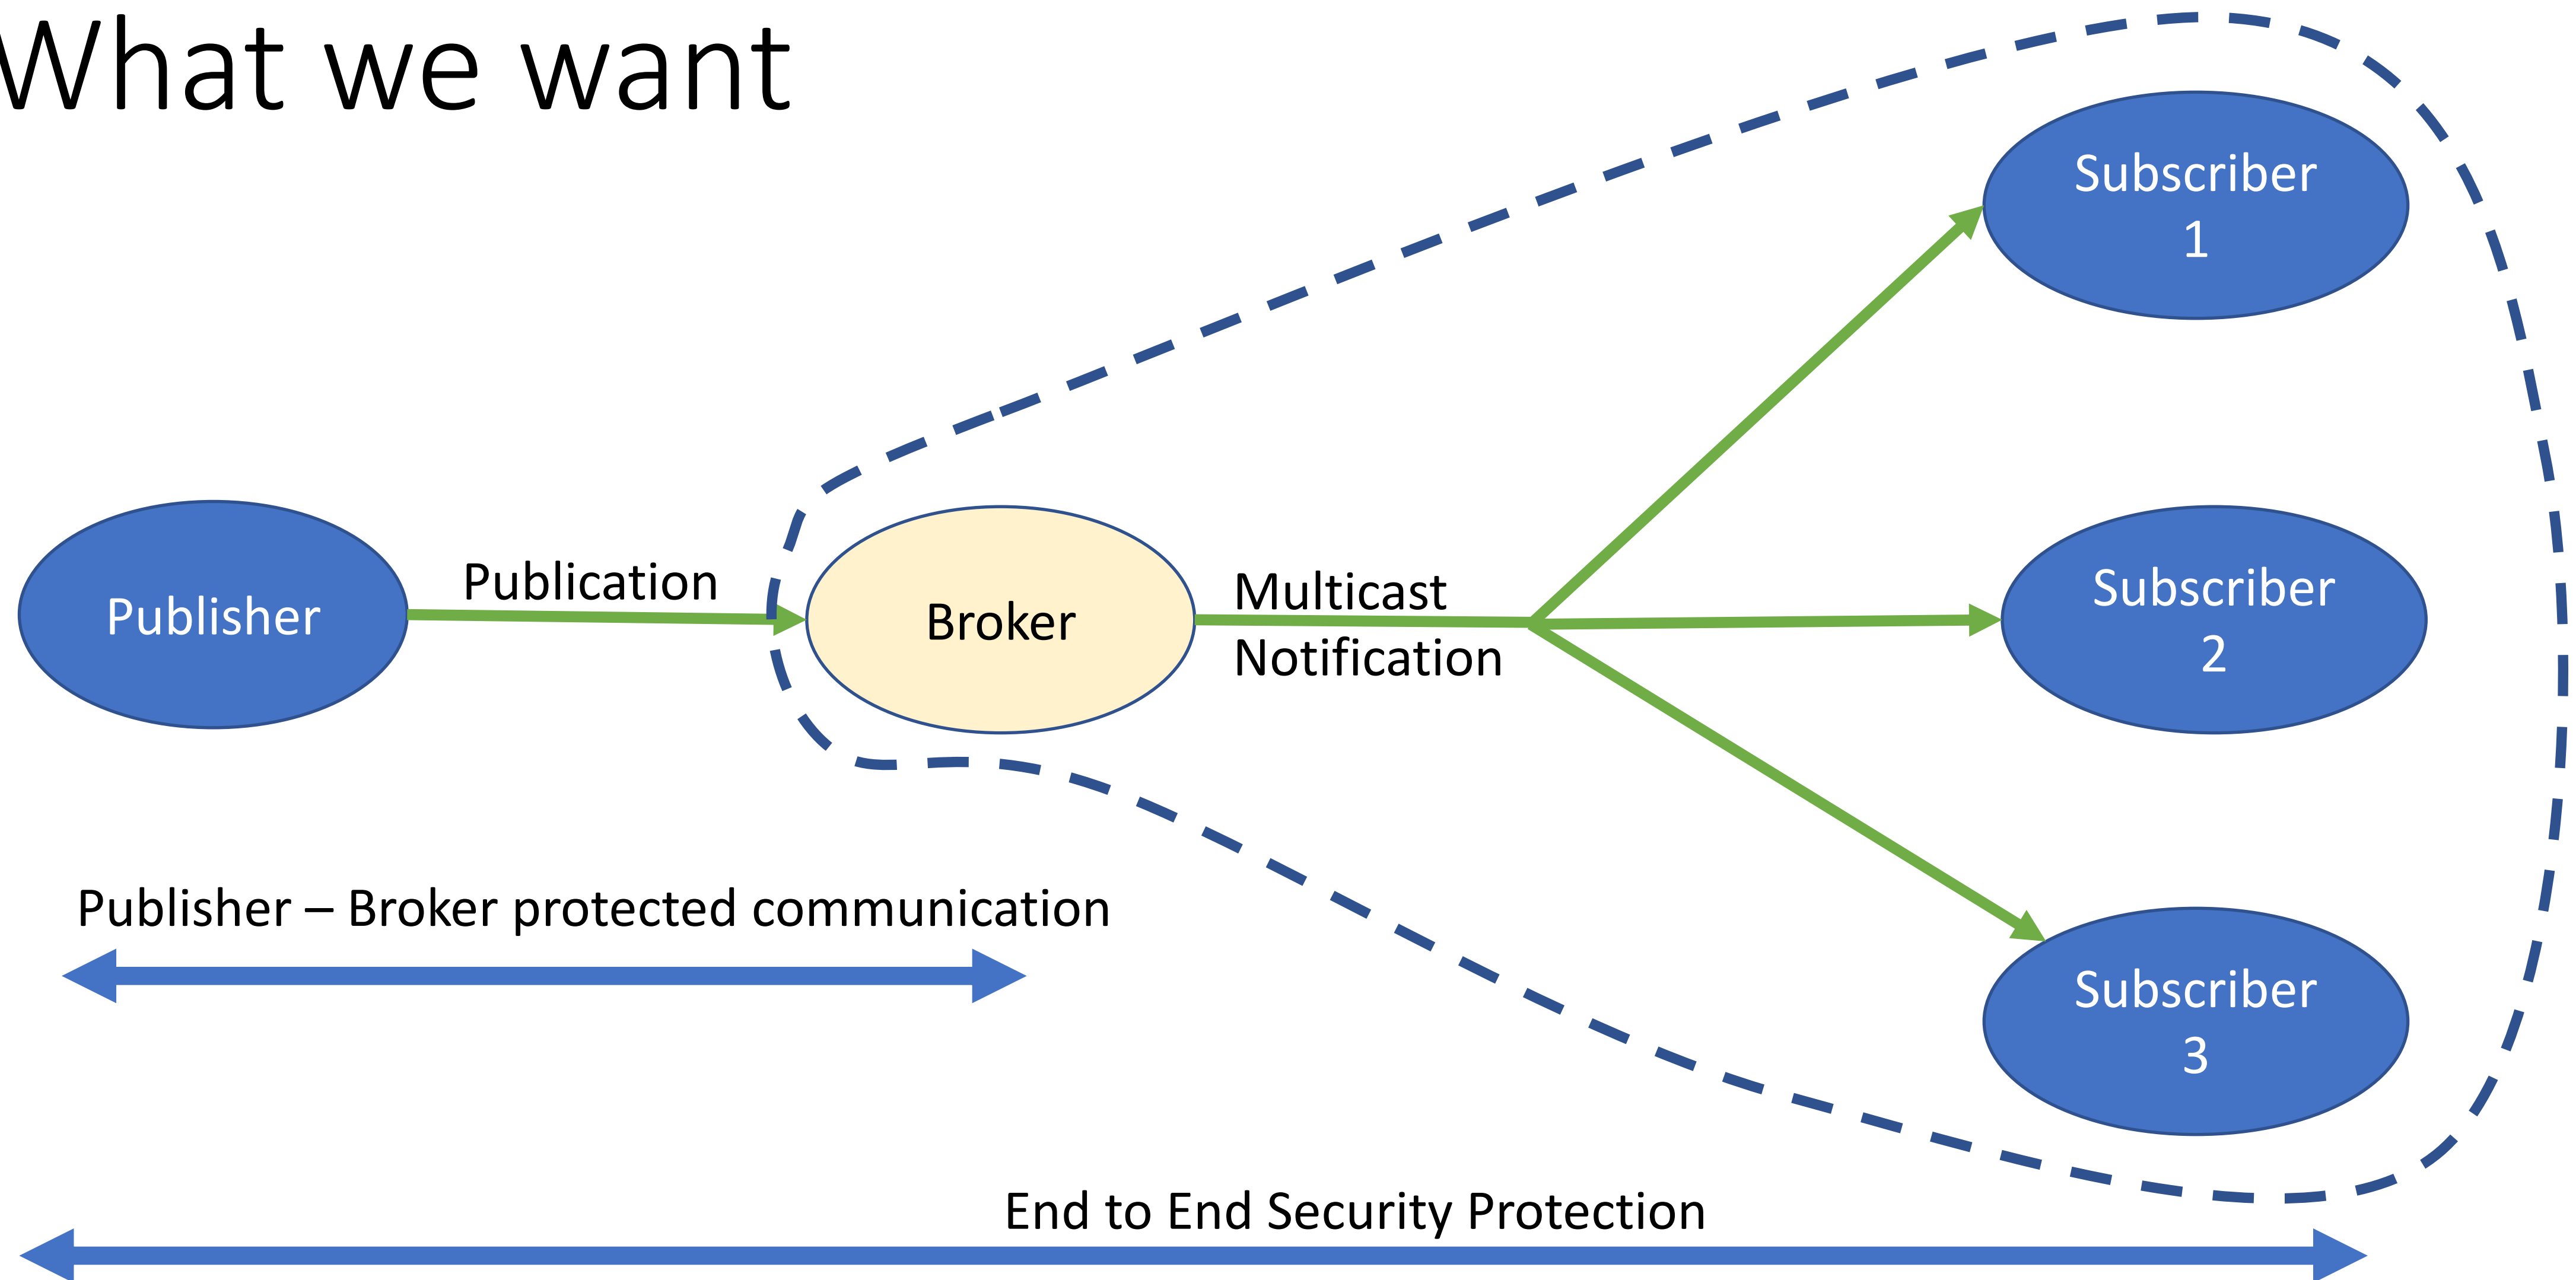 What we want
Subscriber
1
Publisher
Publication
Broker
Multicast
Notification
Subscriber
2
Publisher – Broker protected communication
Subscriber
3
End to End Security Protection